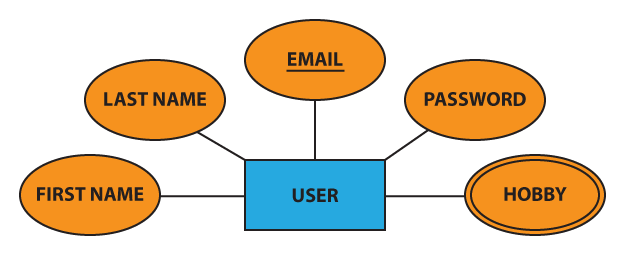 EMAIL
LAST NAME
PASSWORD
FIRST NAME
USER
HOBBY